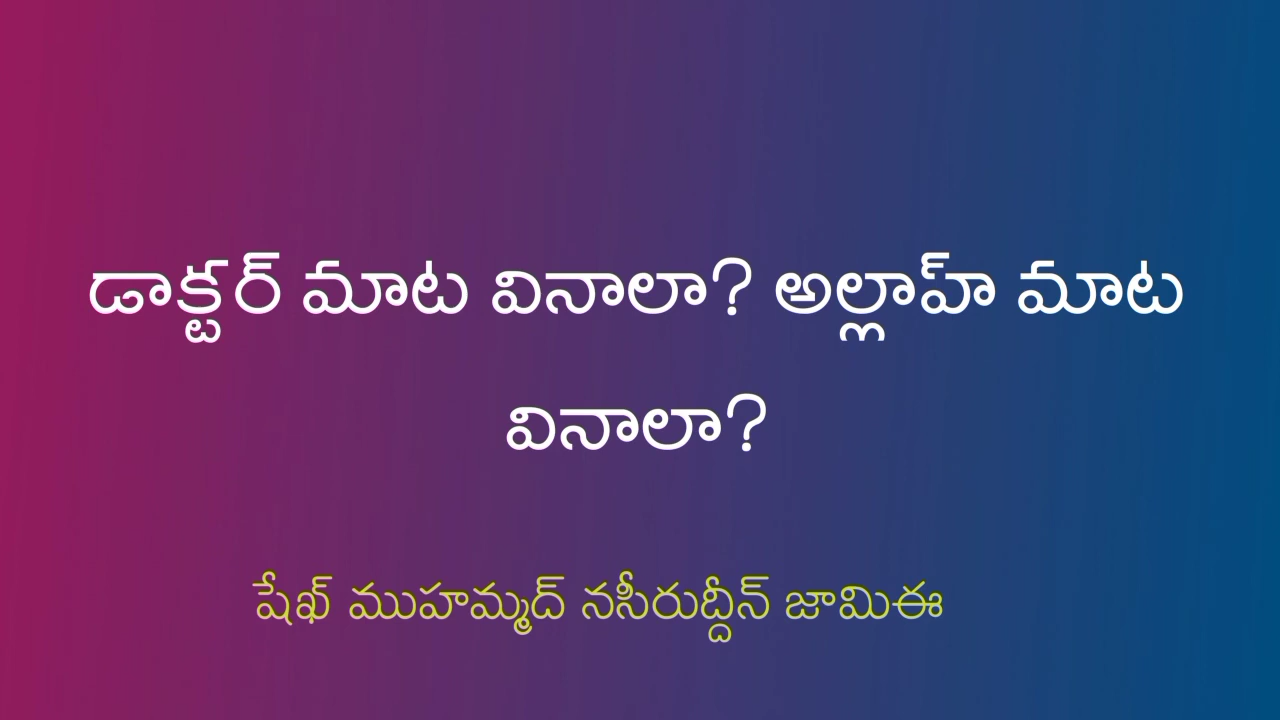 డాక్టర్ మాట వినాలా? అల్లాహ్ మాట
వినాలా?
షేఖ్ ముహమ్మద్ నసీరుద్దీన్ జామిఈ